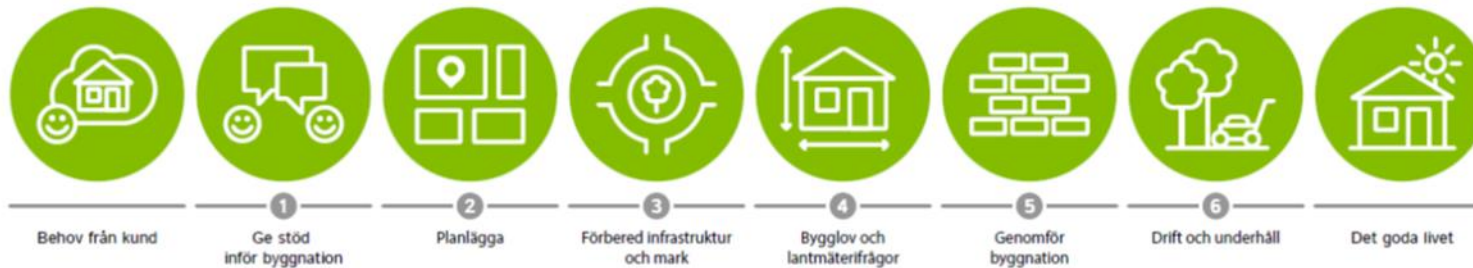 1
2
3
4
5
6
Behov från kund
Ge stöd
inför byggnation
Planlägga
Förbered infrastruktur
och mark
Bygglov och
lantmäterifrågor
Genomför
byggnation
Drift och underhåll
Det goda livet